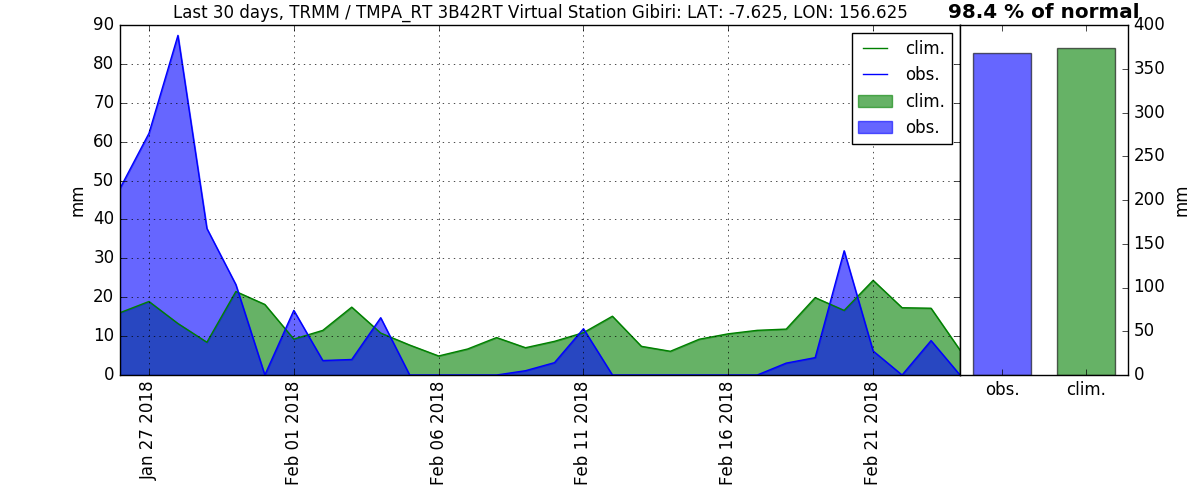 Last 30 days, TRMM / TMPA_RT 3B42RT Virtual Station Gibiri: LAT: -7.625, LON: 156.625
98.4 % of normal
90
80
70
60
50
40
30
20
10
0
mm
clim.
obs.
clim.
obs.
Jan 27 2018
Feb 01 2018
Feb 06 2018
Feb 11 2018
Feb 16 2018
Feb 21 2018
400
350
300
250
200
150
100
50
0
mm
obs.
clim.